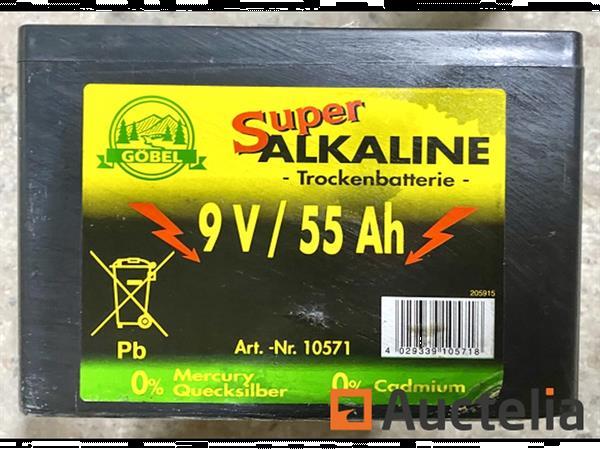 GÖBEL
Super
ALKALINE
- Trockenbatterie -
9 V / 55 Ah
205915
Pb
Art. -Nr. 10571
4 029339 105718
0% Mercury Quecksilber
0% Cadmium
Auctelia